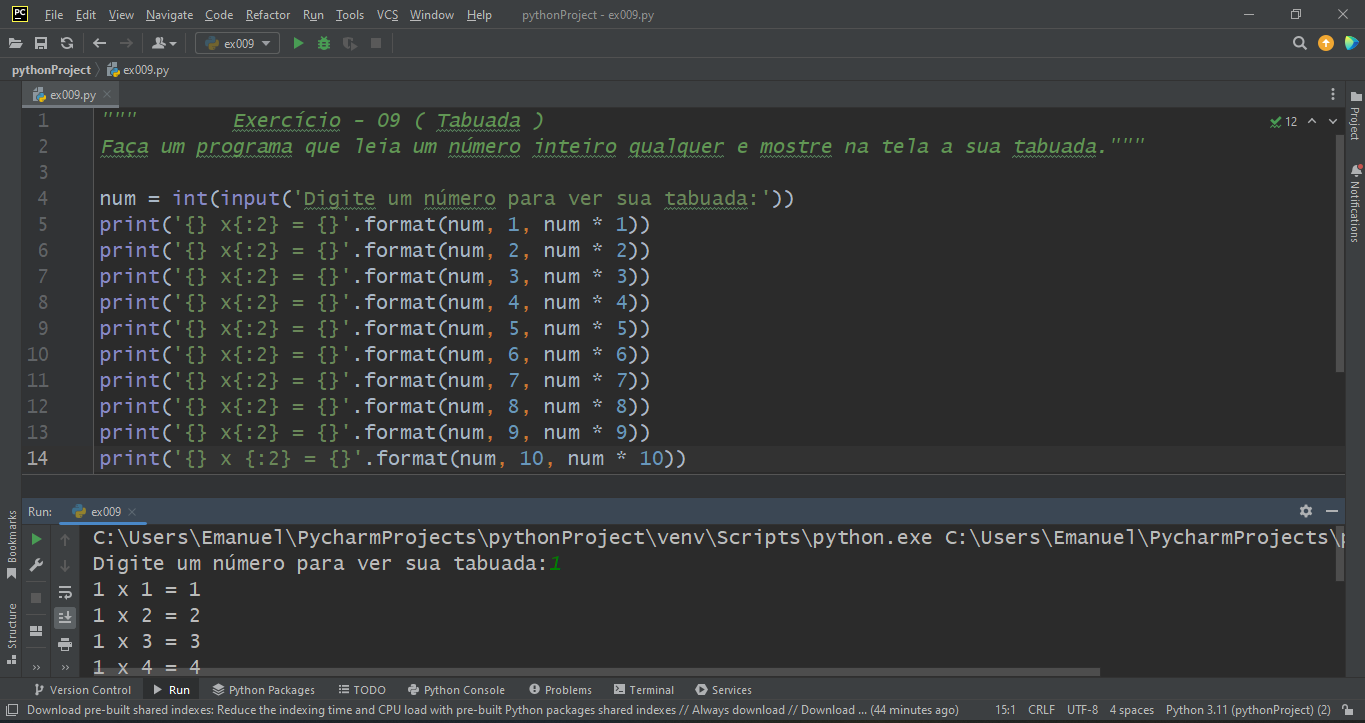 PC File Edit View Navigate Code Refactor Run Tools VCS Window Help pythonProject - ex009.py
ex009
pythonProject ex009.py
ex009.py
1 """ Exercício - 09 ( Tabuada )
12
2 Faça um programa que leia um número inteiro qualquer e mostre na tela a sua tabuada."""
3
4 num = int(input('Digite um número para ver sua tabuada:'))
5 print('{} x{:2} = {}'.format(num, 1, num * 1))
6 print('{} x{:2} = {}'.format(num, 2, num * 2))
7 print('{} x{:2} = {}'.format(num, 3, num * 3))
8 print('{} x{:2} = {}'.format(num, 4, num * 4))
9 print('{} x{:2} = {}'.format(num, 5, num * 5))
10 print('{} x{:2} = {}'.format(num, 6, num * 6))
11 print('{} x{:2} = {}'.format(num, 7, num * 7))
12 print('{} x{:2} = {}'.format(num, 8, num * 8))
13 print('{} x{:2} = {}'.format(num, 9, num * 9))
14 print('{} x {:2} = {}'.format(num, 10, num * 10))
Project
Notifications
Run: ex009
C:\Users\Emanuel\PycharmProjects\pythonProject\venv\Scripts\python.exe C:\Users\Emanuel\PycharmProjects\p
Digite um número para ver sua tabuada:1
1 x 1 = 1
1 x 2 = 2
1 x 3 = 3
1 x 4 = 4
Bookmarks
Structure
Version Control Run Python Packages TODO Python Console Problems Terminal Services
Download pre-built shared indexes: Reduce the indexing time and CPU load with pre-built Python packages shared indexes // Always download // Download ... (44 minutes ago) 15:1 CRLF UTF-8 4 spaces Python 3.11 (pythonProject) (2)